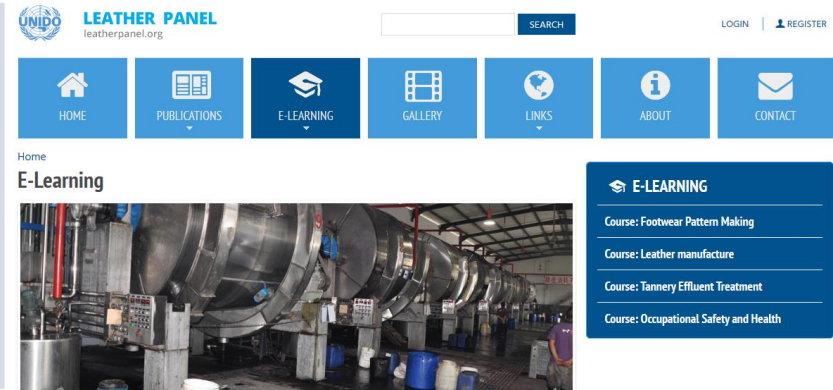 UNIDO
LEATHER PANEL
leatherpanel.org
SEARCH
LOGIN
REGISTER
HOME
PUBLICATIONS
E-LEARNING
GALLERY
LINKS
ABOUT
CONTACT
Home
E-Learning
E-LEARNING
Course: Footwear Pattern Making
Course: Leather manufacture
Course: Tannery Effluent Treatment
Course: Occupational Safety and Health